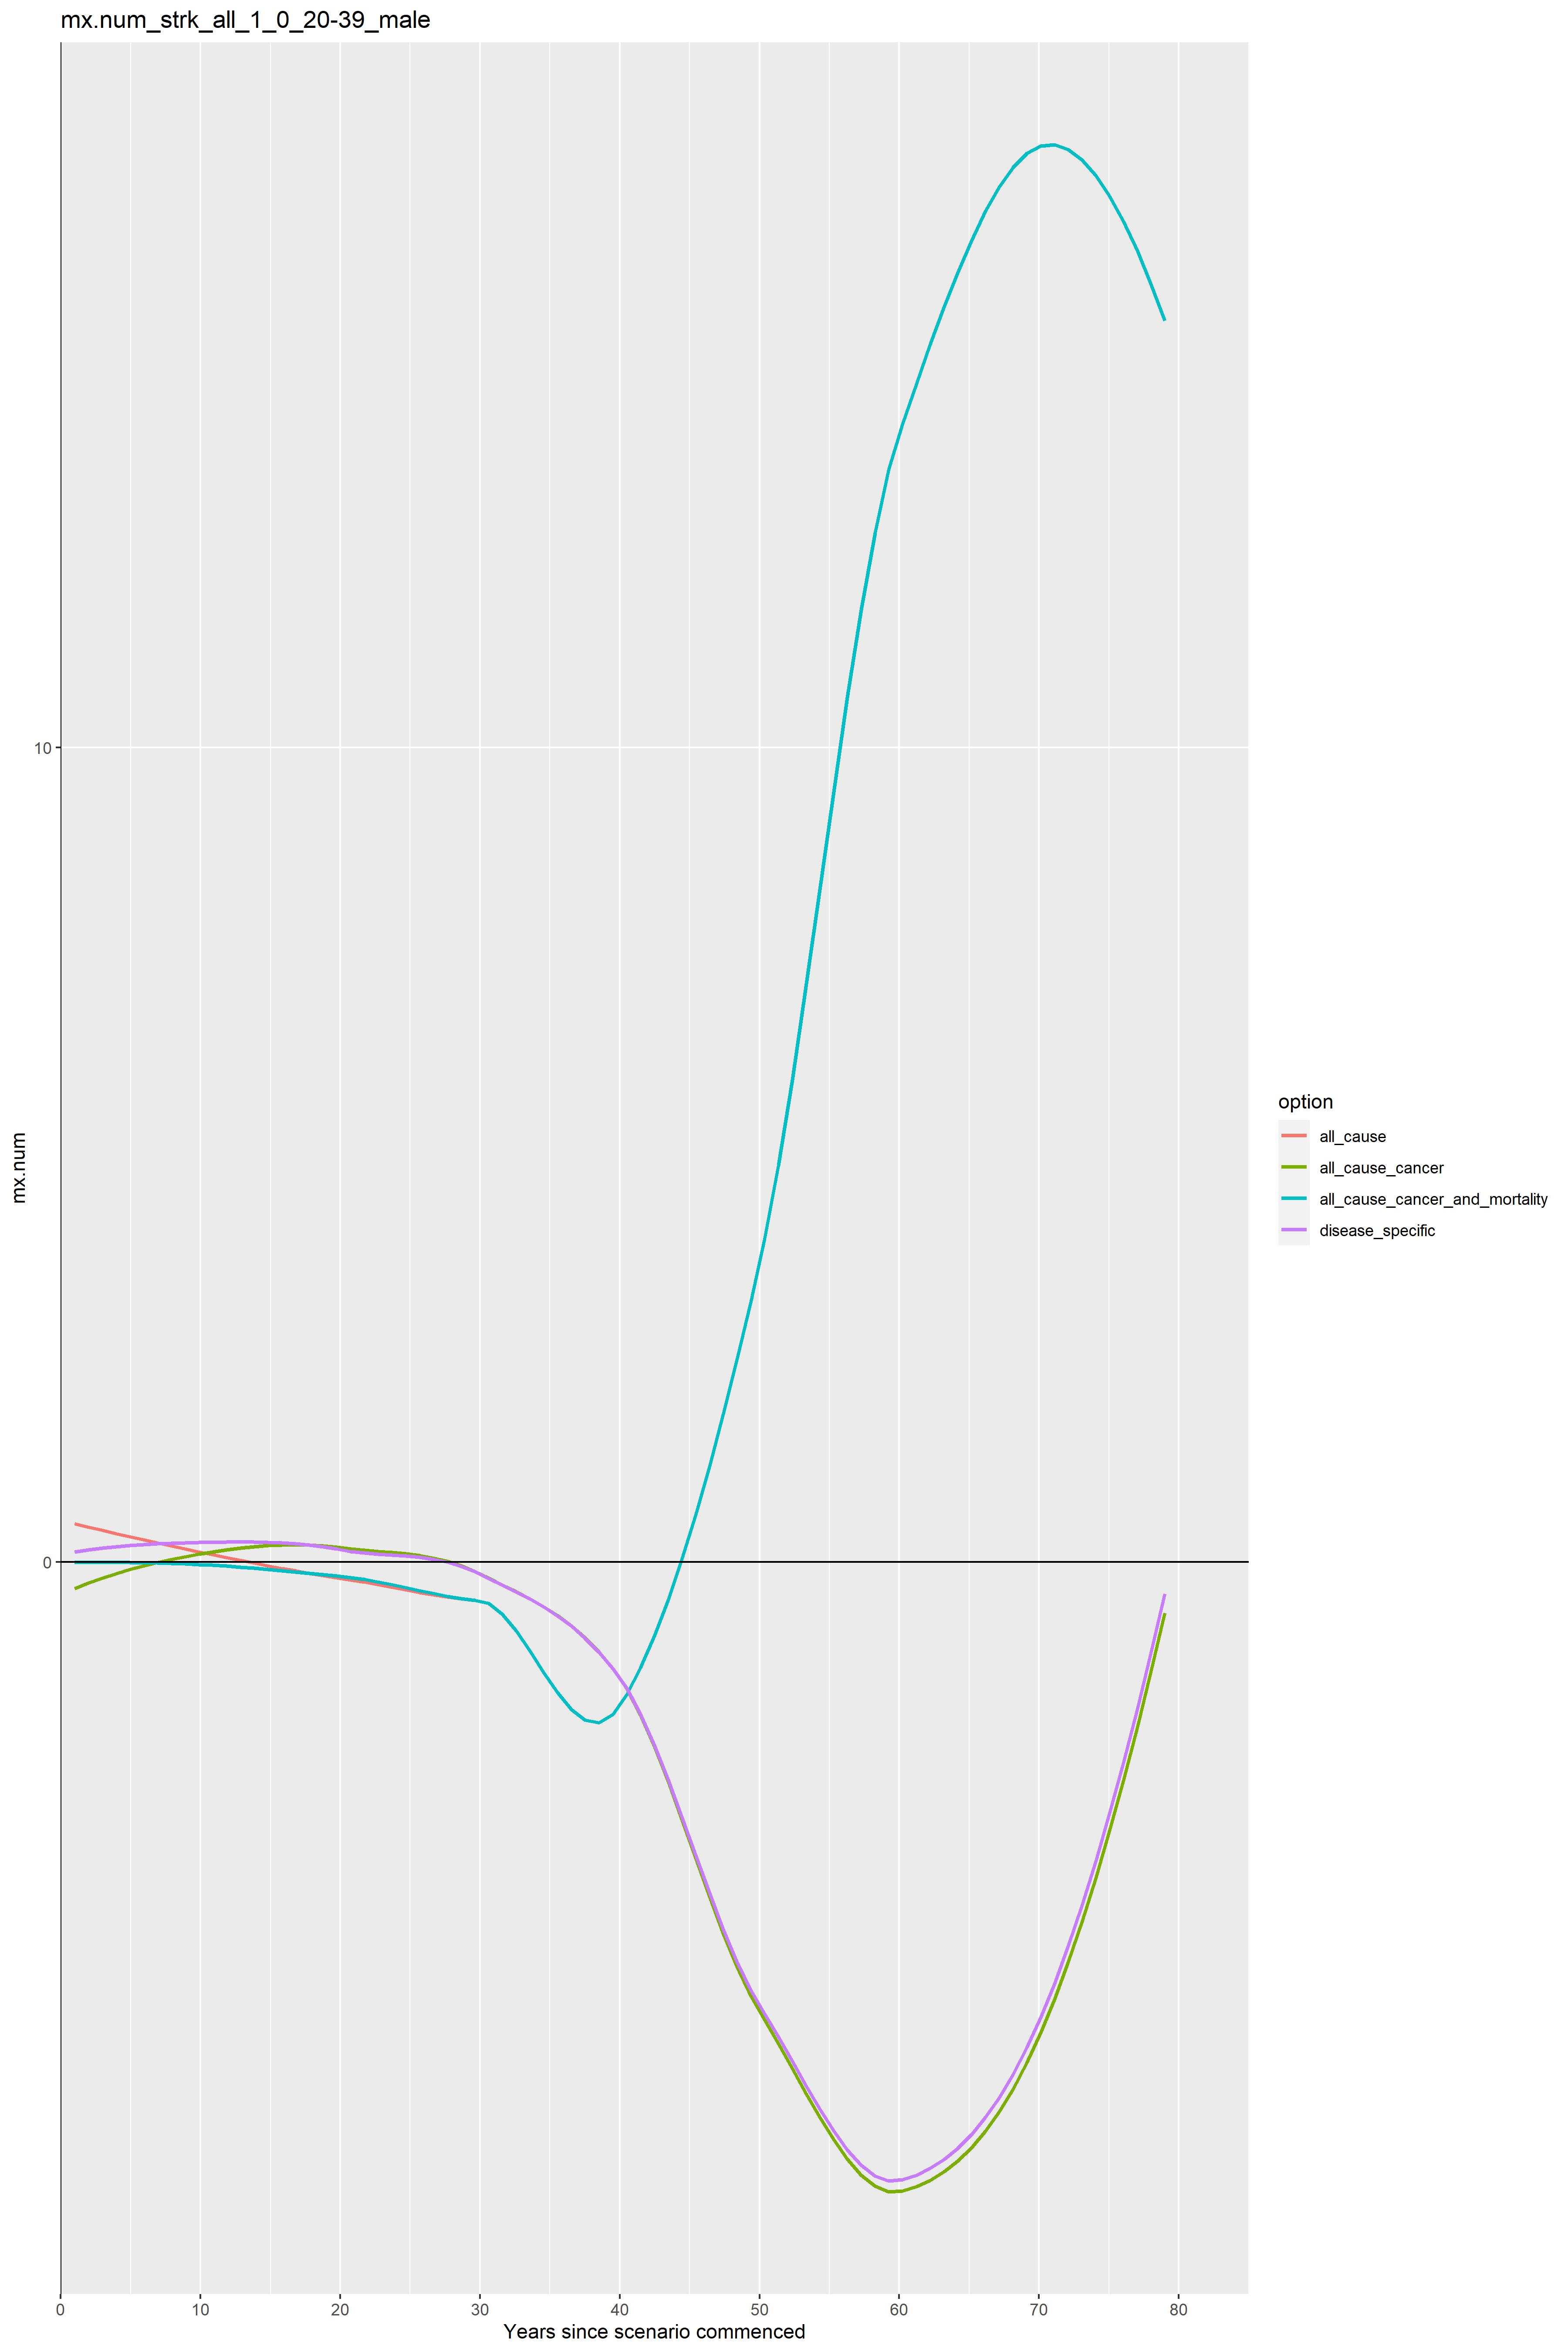 mx.num_strk_all_1_0_20-39_male
mx.num
10
0
0 10 20 30 40 50 60 70 80
Years since scenario commenced
option
all_cause
all_cause_cancer
all_cause_cancer_and_mortality
disease_specific